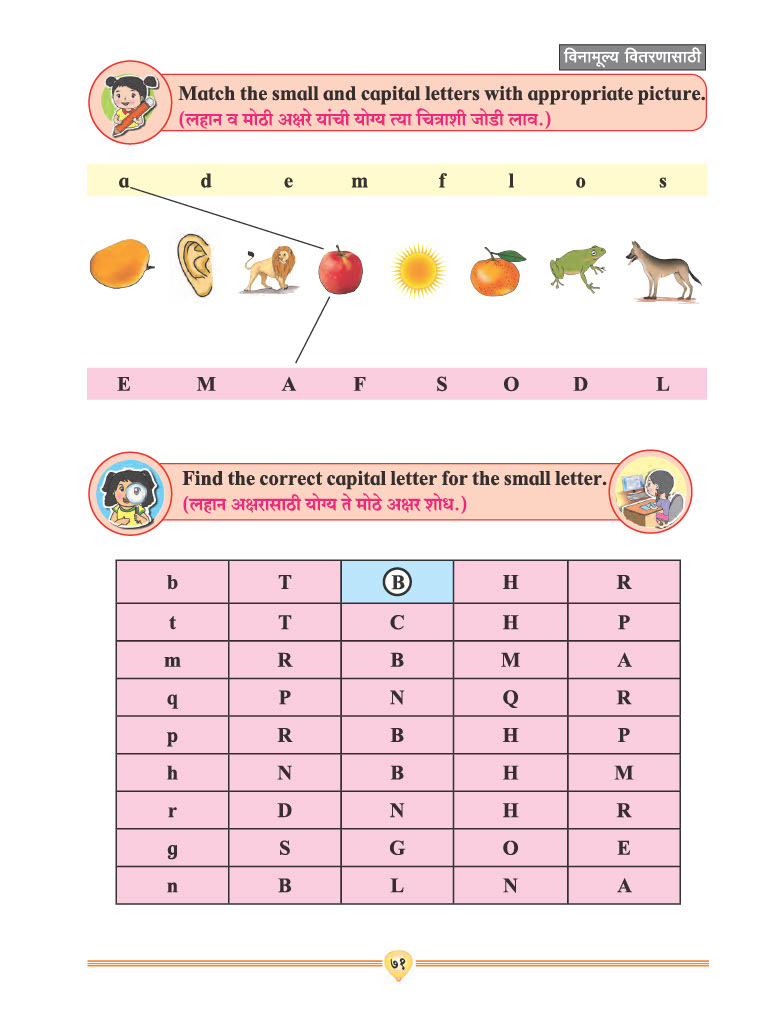 विनामूल्य वितरणासाठी
Match the small and capital letters with appropriate picture.
(लहान व मोठी अक्षरे यांची योग्य त्या चित्राशी जोडी लाव.)
a d e m f l o s
E M A F S O D L
Find the correct capital letter for the small letter.
(लहान अक्षरासाठी योग्य ते मोठे अक्षर शोध.)
b T B H R
t T C H P
m R B M A
q P N Q R
p R B H P
h N B H M
r D N H R
g S G O E
n B L N A
७१